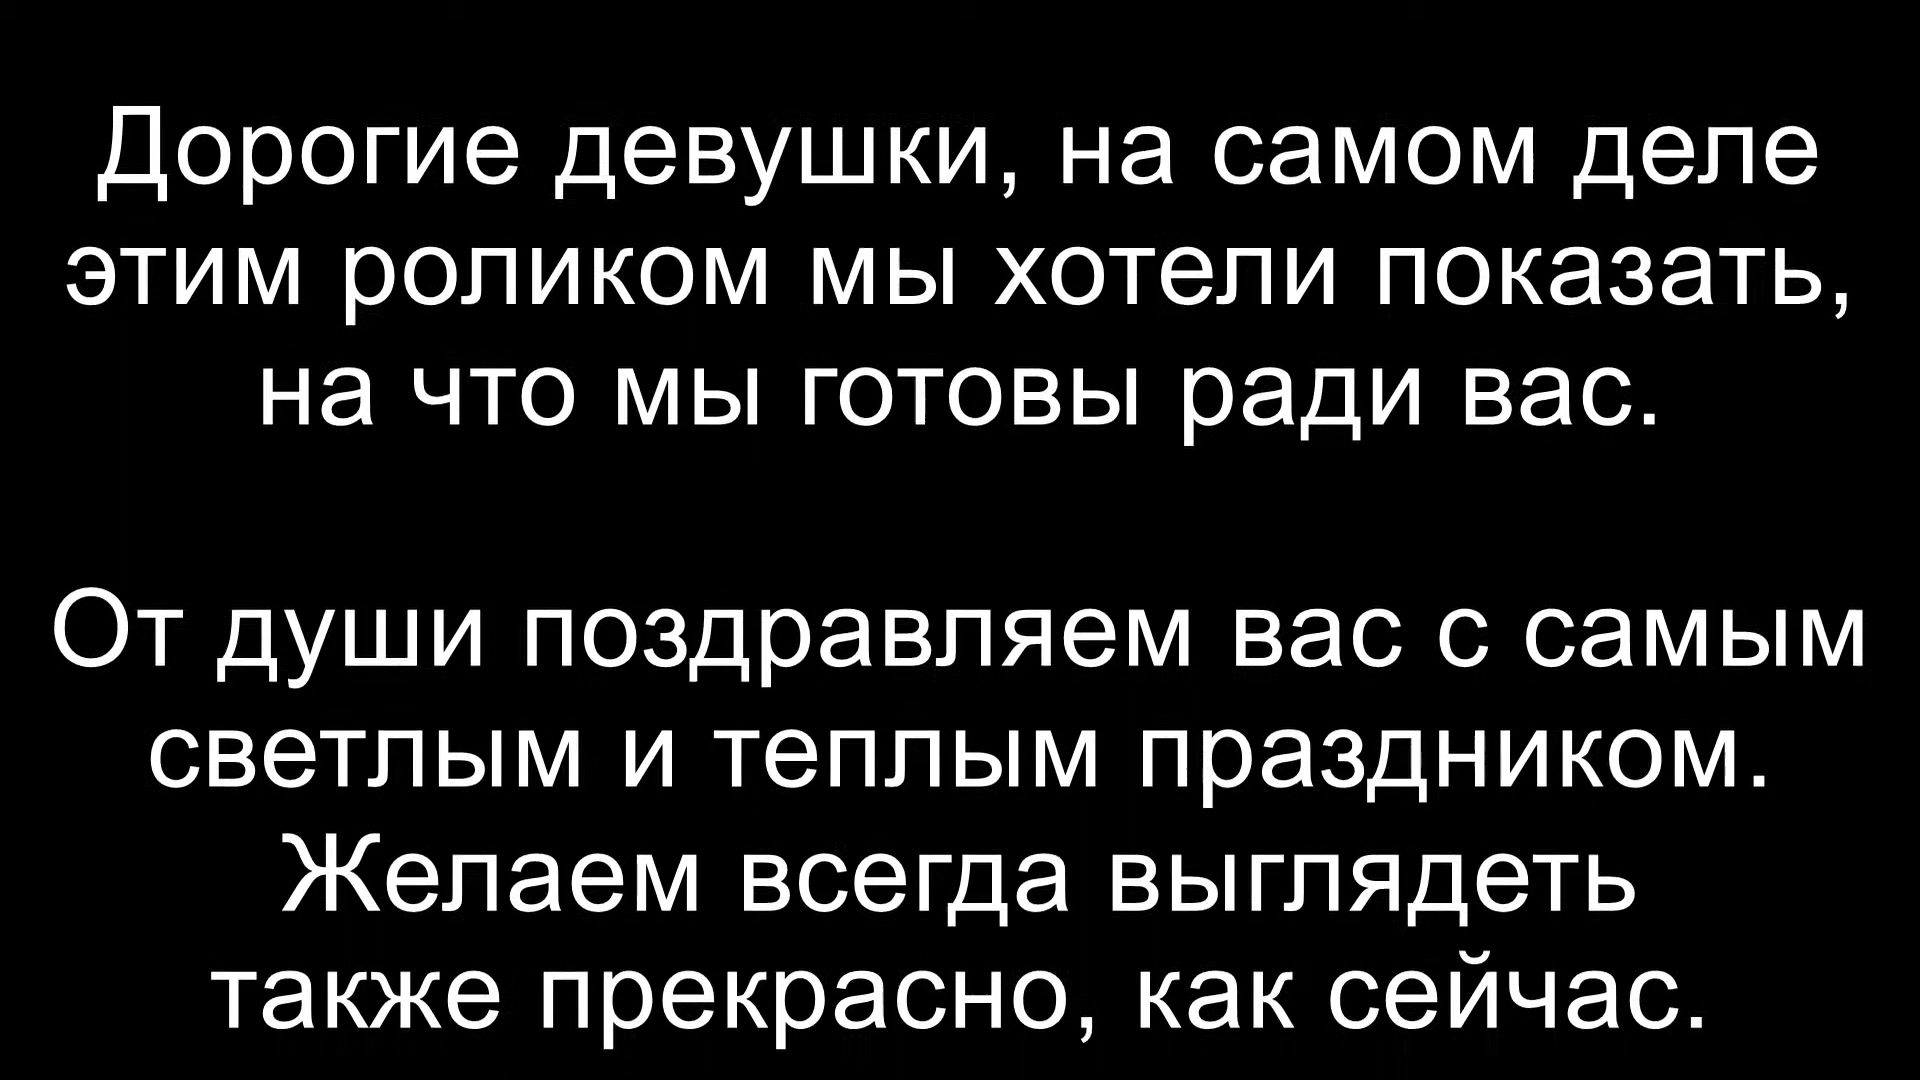 Дорогие девушки, на самом деле
этим роликом мы хотели показать,
на что мы готовы ради вас.
От души поздравляем вас с самым
светлым и теплым праздником.
Желаем всегда выглядеть
также прекрасно, как сейчас.